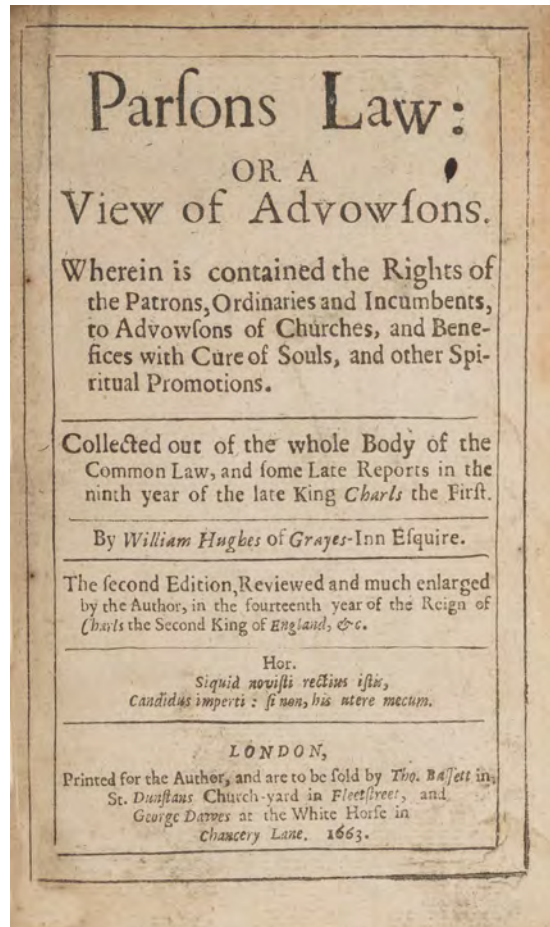 Parſons Law:
OR A
View of Advowſons.
Wherein is contained the Rights of
the Patrons, Ordinaries and Incumbents,
to Advowſons of Churches, and Bene-
fices with Cure of Souls, and other Spi-
ritual Promotions.
Collected out of the whole Body of the
Common Law, and ſome Late Reports in the
ninth year of the late King Charls the Firſt.
By William Hughes of Grayes-Inn Eſquire.
The ſecond Edition, Reviewed and much enlarged
by the Author, in the fourteenth year of the Reign of
Charls the Second King of England, &c.
Hor.
Siquid noviſti rectius iſtis,
Candidus imperti : ſi non, his utere mecum.
LONDON,
Printed for the Author, and are to be ſold by Tho. Baſſett in
St. Dunſtans Church-yard in Fleetſtreet, and
George Dawes at the White Horſe in
Chancery Lane. 1663.